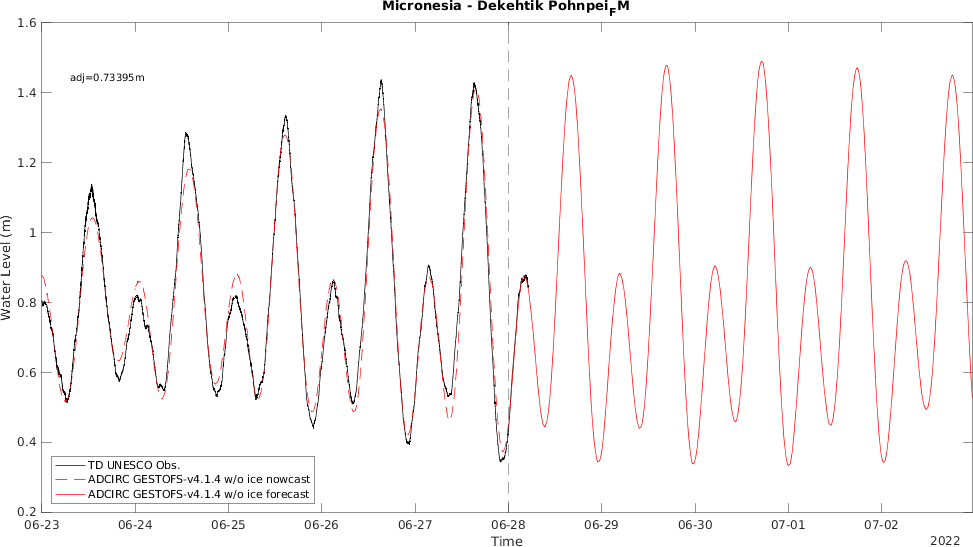 Micronesia - Dekehtik PohnpeiFM
1.6
1.4
1.2
1
0.8
0.6
0.4
0.2
Water Level (m)
adj=0.73395m
TD UNESCO Obs.
ADCIRC GESTOFS-v4.1.4 w/o ice nowcast
ADCIRC GESTOFS-v4.1.4 w/o ice forecast
06-23 06-24 06-25 06-26 06-27 06-28 06-29 06-30 07-01 07-02
Time
2022